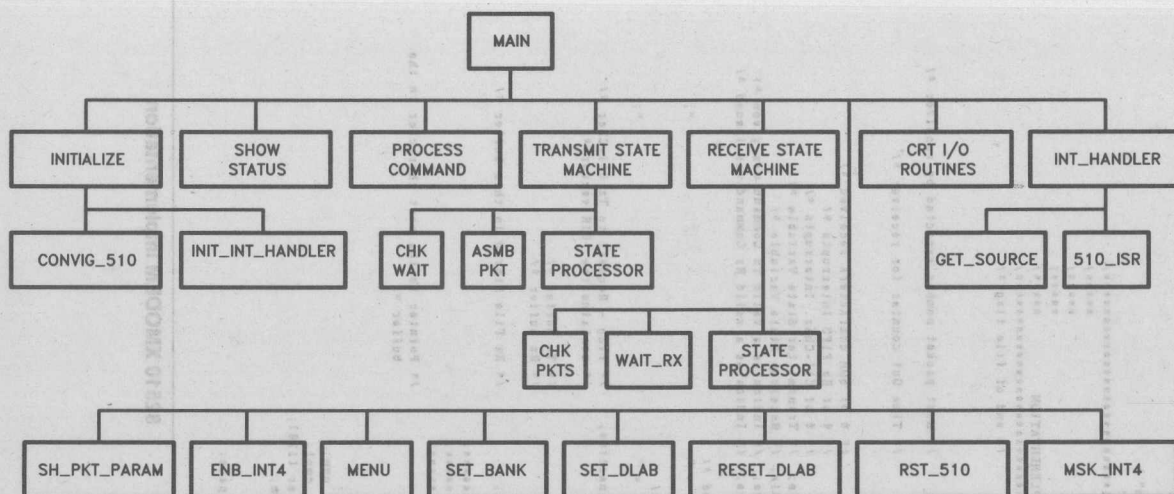 MAIN
INITIALIZE
SHOW
STATUS
PROCESS
COMMAND
TRANSMIT STATE
MACHINE
RECEIVE STATE
MACHINE
CRT I/O
ROUTINES
INT_HANDLER
CONVIG_510
INIT_INT_HANDLER
CHK
WAIT
ASMB
PKT
STATE
PROCESSOR
GET_SOURCE
510_ISR
CHK
PKTS
WAIT_RX
STATE
PROCESSOR
SH_PKT_PARAM
ENB_INT4
MENU
SET_BANK
SET_DLAB
RESET_DLAB
RST_510
MSK_INT4